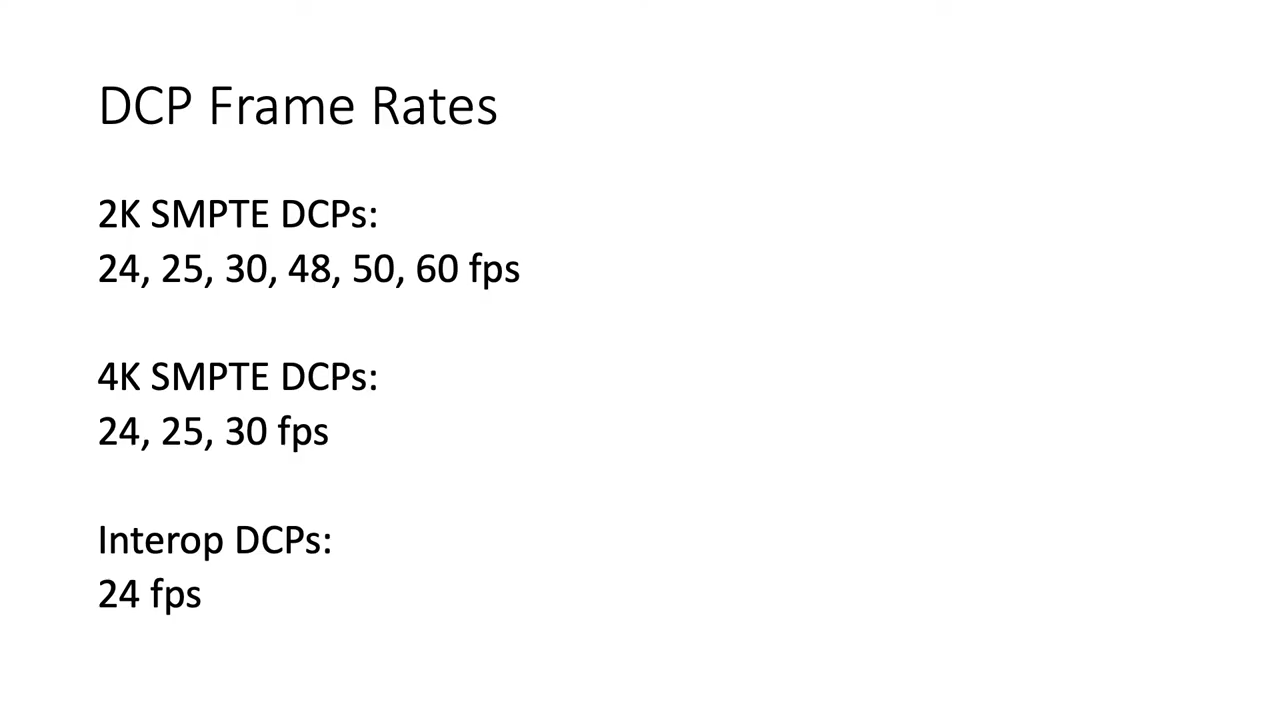 DCP Frame Rates
2K SMPTE DCPs:
24, 25, 30, 48, 50, 60 fps
4K SMPTE DCPs:
24, 25, 30 fps
Interop DCPs:
24 fps